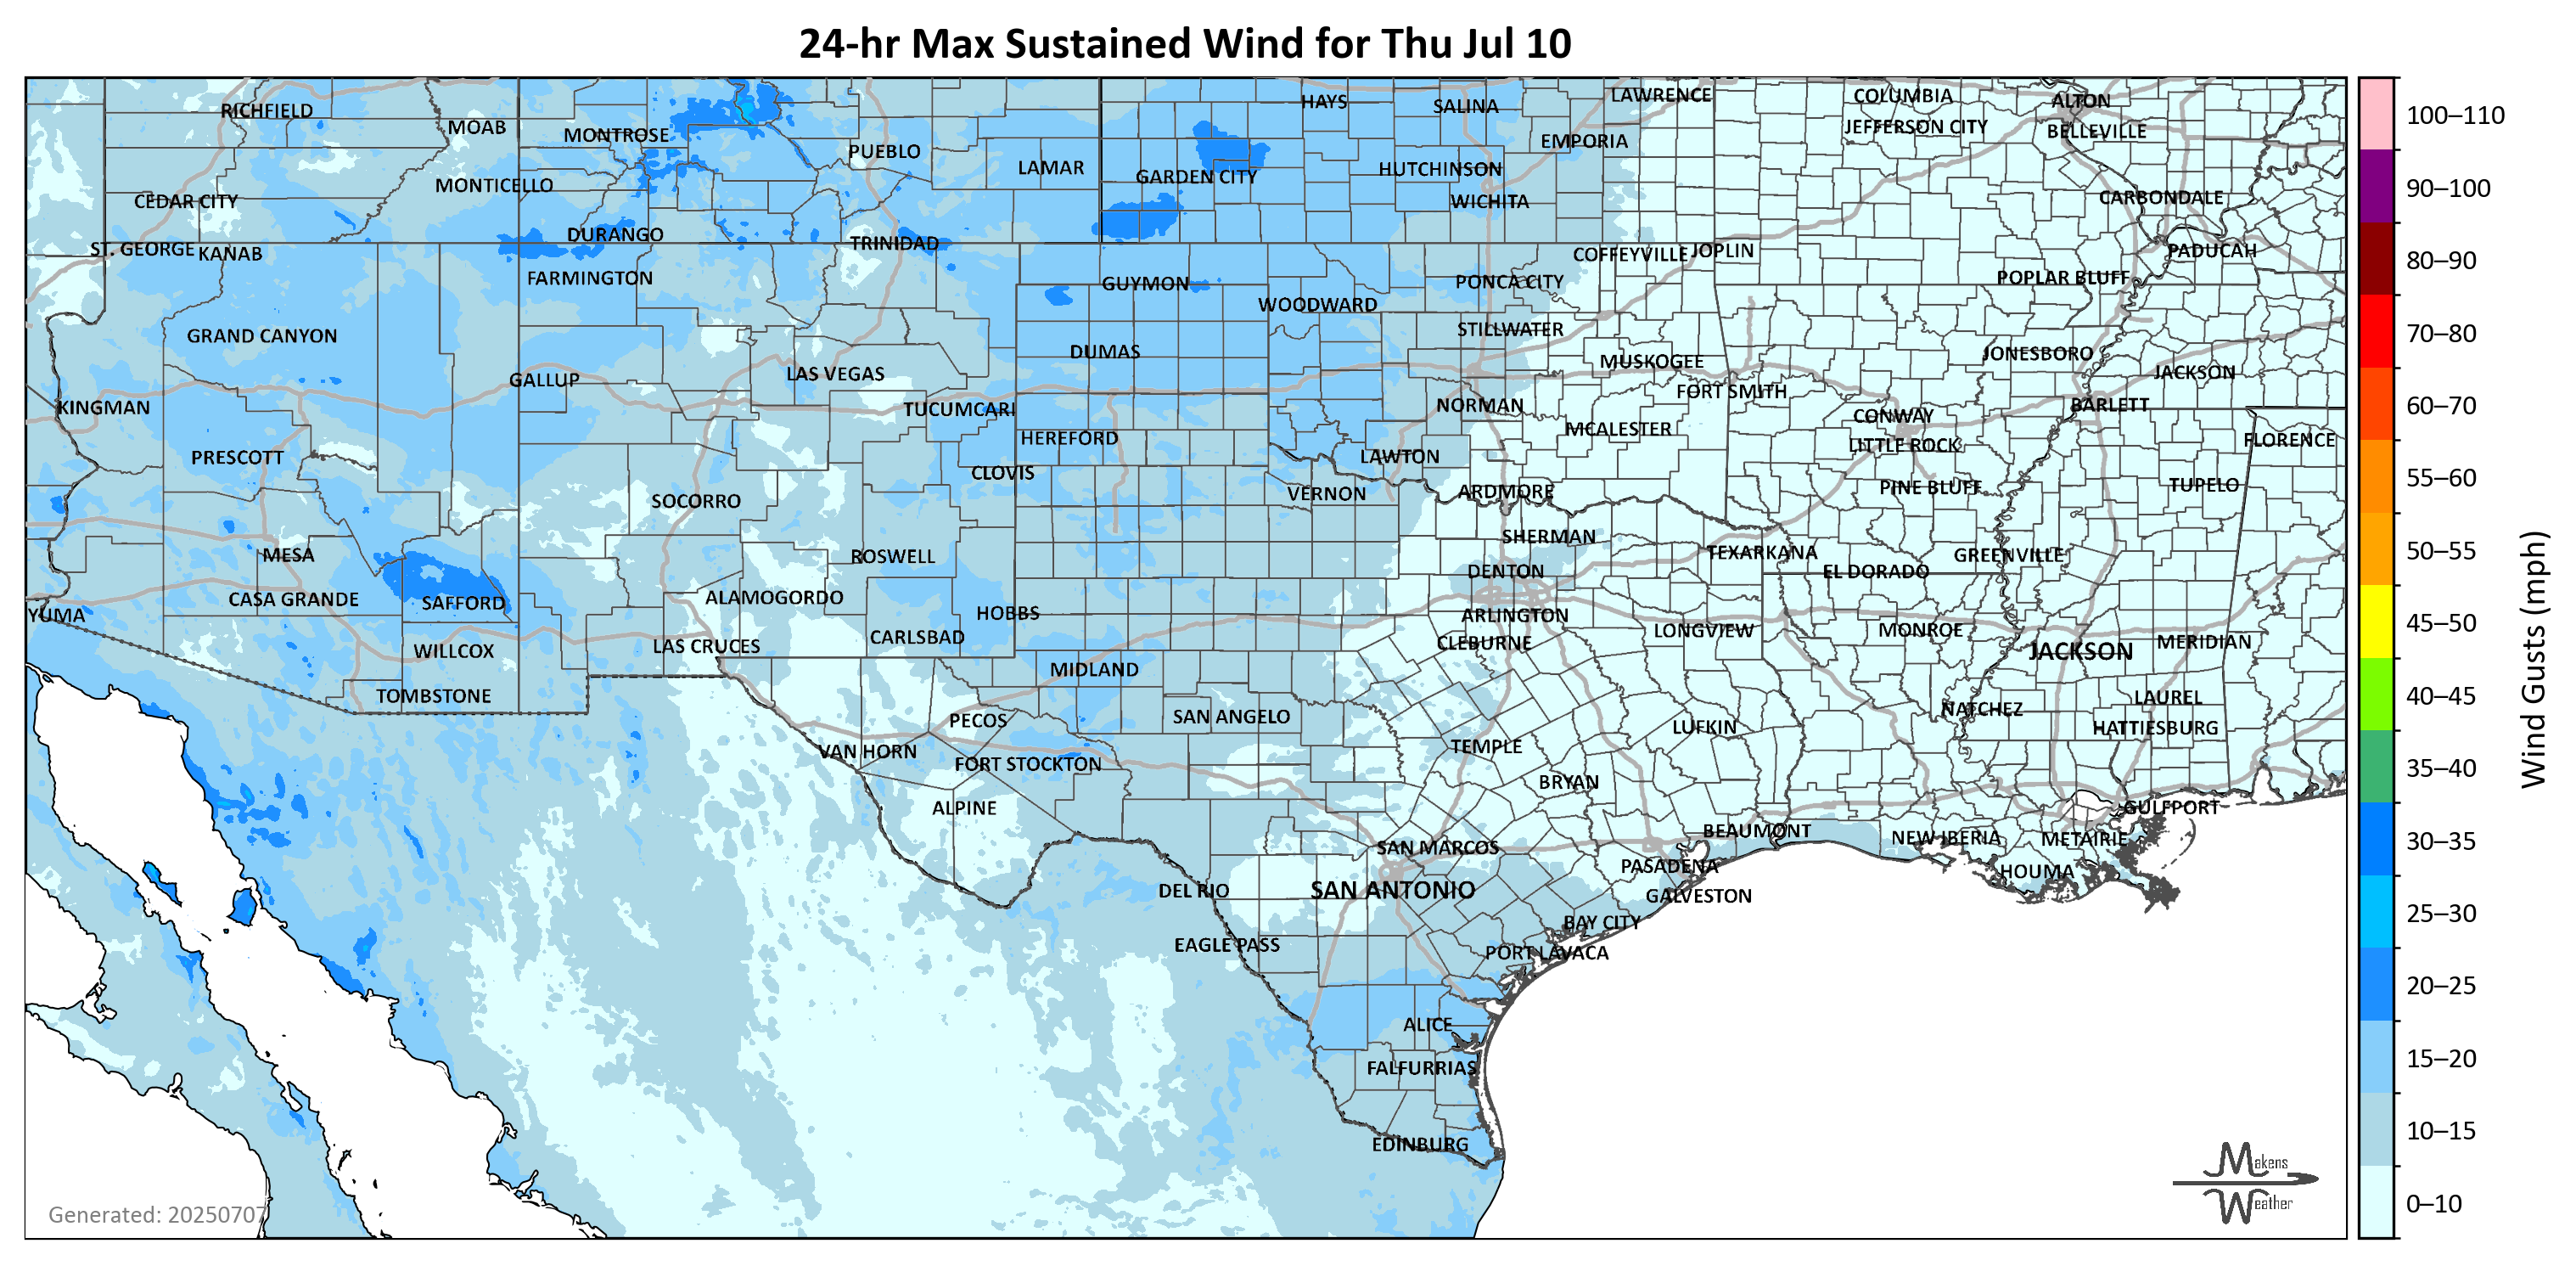 24-hr Max Sustained Wind for Thu Jul 10
RICHFIELD
MOAB
MONTROSE
PUEBLO
LAMAR
HAYS
SALINA
LAWRENCE
COLUMBIA
ALTON
JEFFERSON CITY
BELLEVILLE
EMPORIA
HUTCHINSON
GARDEN CITY
MONTICELLO
CEDAR CITY
WICHITA
CARBONDALE
ST. GEORGE
KANAB
DURANGO
TRINIDAD
COFFEYVILLE
JOPLIN
PADUCAH
FARMINGTON
GUYMON
PONCA CITY
POPLAR BLUFF
WOODWARD
GRAND CANYON
STILLWATER
DUMAS
MUSKOGEE
JONESBORO
GALLUP
LAS VEGAS
FORT SMITH
JACKSON
KINGMAN
TUCUMCARI
NORMAN
CONWAY
BARLETT
HEREFORD
MCALESTER
LITTLE ROCK
FLORENCE
PRESCOTT
CLOVIS
LAWTON
SOCORRO
VERNON
ARDMORE
PINE BLUFF
TUPELO
MESA
ROSWELL
SHERMAN
TEXARKANA
GREENVILLE
DENTON
EL DORADO
CASA GRANDE
SAFFORD
ALAMOGORDO
HOBBS
ARLINGTON
YUMA
CARLSBAD
CLEBURNE
LONGVIEW
MONROE
MERIDIAN
WILLCOX
LAS CRUCES
JACKSON
MIDLAND
TOMBSTONE
LAUREL
PECOS
SAN ANGELO
NATCHEZ
LUFKIN
HATTIESBURG
VAN HORN
FORT STOCKTON
TEMPLE
BRYAN
ALPINE
GULFPORT
BEAUMONT
NEW IBERIA
METAIRIE
SAN MARCOS
PASADENA
HOUMA
DEL RIO
SAN ANTONIO
GALVESTON
BAY CITY
EAGLE PASS
PORT LAVACA
ALICE
FALFURRIAS
EDINBURG
Generated: 20250707
Makens
Weather
100–110
90–100
80–90
70–80
60–70
55–60
50–55
45–50
40–45
35–40
30–35
25–30
20–25
15–20
10–15
0–10
Wind Gusts (mph)